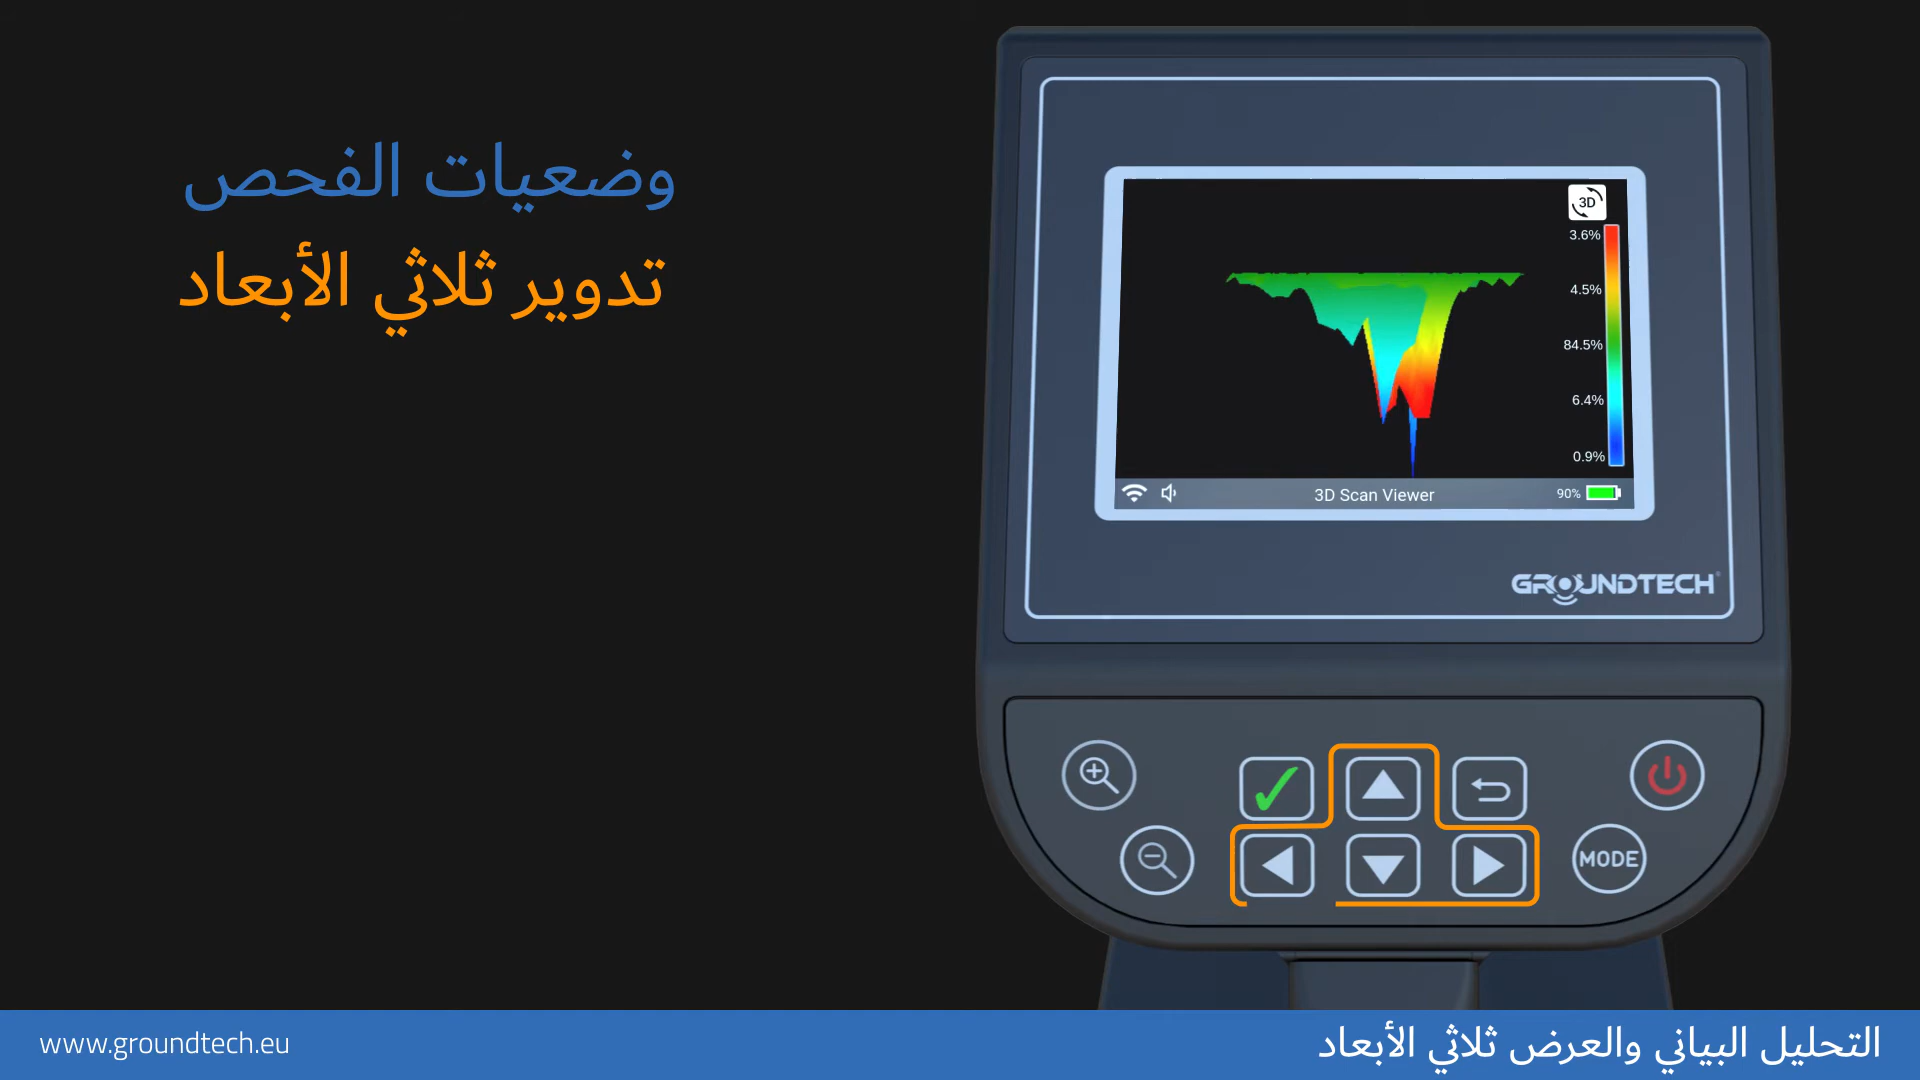 وضعيات الفحص
تدوير ثلاثي الأبعاد
3D
3.6%
4.5%
84.5%
6.4%
0.9%
3D Scan Viewer
90%
GROUNDTECH
MODE
www.groundtech.eu
التحليل البياني والعرض ثلاثي الأبعاد